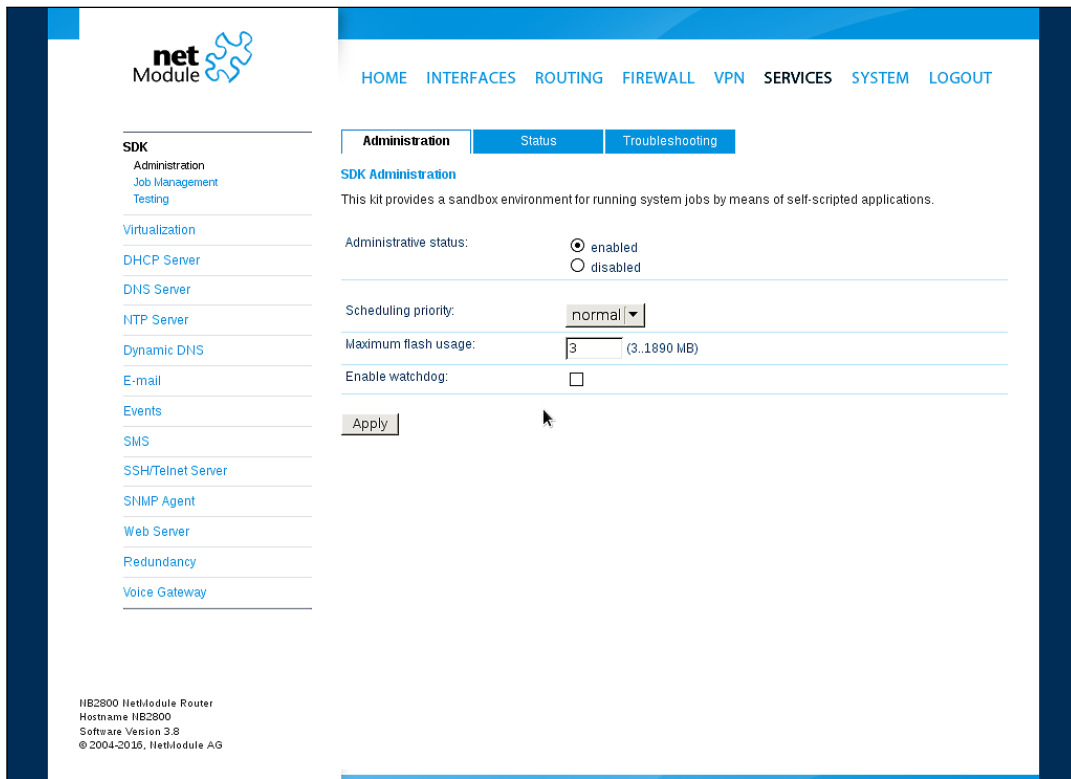 net
Module
HOME INTERFACES ROUTING FIREWALL VPN SERVICES SYSTEM LOGOUT
SDK
Administration
Job Management
Testing
Virtualization
DHCP Server
DNS Server
NTP Server
Dynamic DNS
E-mail
Events
SMS
SSH/Telnet Server
SNMP Agent
Web Server
Redundancy
Voice Gateway
Administration Status Troubleshooting
SDK Administration
This kit provides a sandbox environment for running system jobs by means of self-scripted applications.
Administrative status: enabled
disabled
Scheduling priority: normal
Maximum flash usage: 3 (3..1890 MB)
Enable watchdog:
Apply
NB2800 NetModule Router
Hostname NB2800
Software Version 3.8
© 2004-2016, NetModule AG